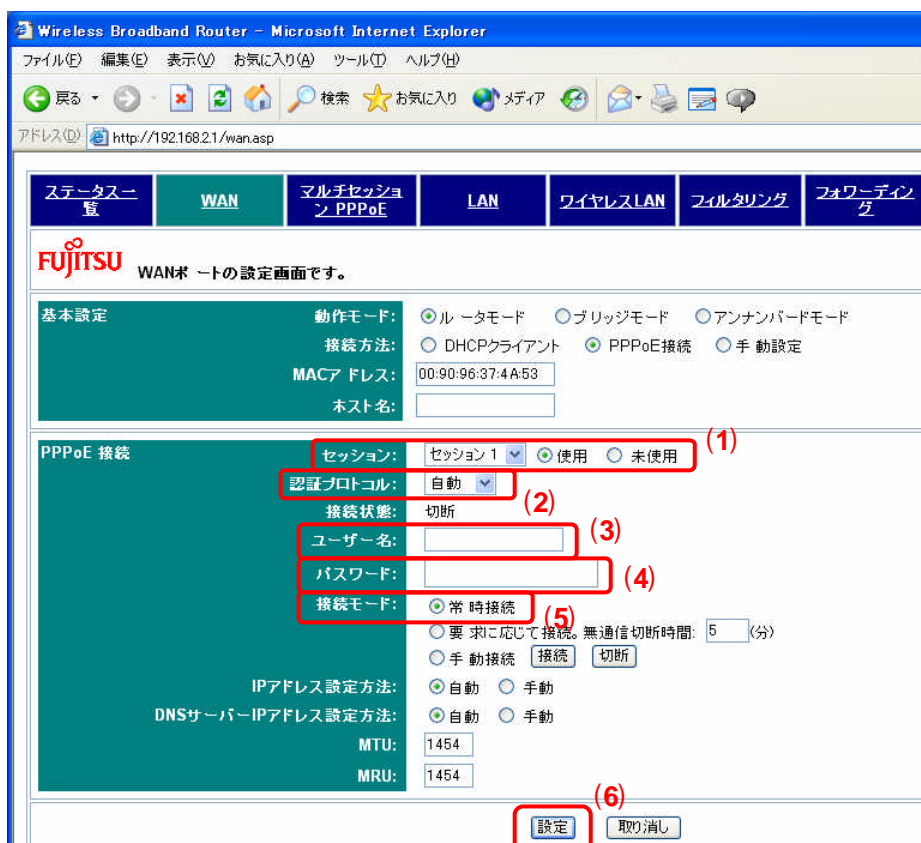 Wireless Broadband Router - Microsoft Internet Explorer
ファイル(F) 編集(E) 表示(V) お気に入り(A) ツール(T) ヘルプ(H)
戻る 検索 お気に入り メディア
アドレス(D) http://192.168.2.1/wan.asp
ステータス一覧 WAN マルチセッション PPPoE LAN ワイヤレスLAN フィルタリング フォワーディング
FUJITSU WANポートの設定画面です。
基本設定 動作モード: ルータモード ブリッジモード アンナンバードモード
接続方法: DHCPクライアント PPPoE接続 手動設定
MACアドレス: 00:90:96:37:4A:53
ホスト名:
PPPoE 接続 セッション: セッション 1 使用 未使用 (1)
認証プロトコル: 自動 (2)
接続状態: 切断
ユーザー名: (3)
パスワード: (4)
接続モード: 常時接続 (5)
要求に応じて接続。無通信切断時間: 5 (分)
手動接続 接続 切断
IPアドレス設定方法: 自動 手動
DNSサーバーIPアドレス設定方法: 自動 手動
MTU: 1454
MRU: 1454
(6)
設定 取り消し